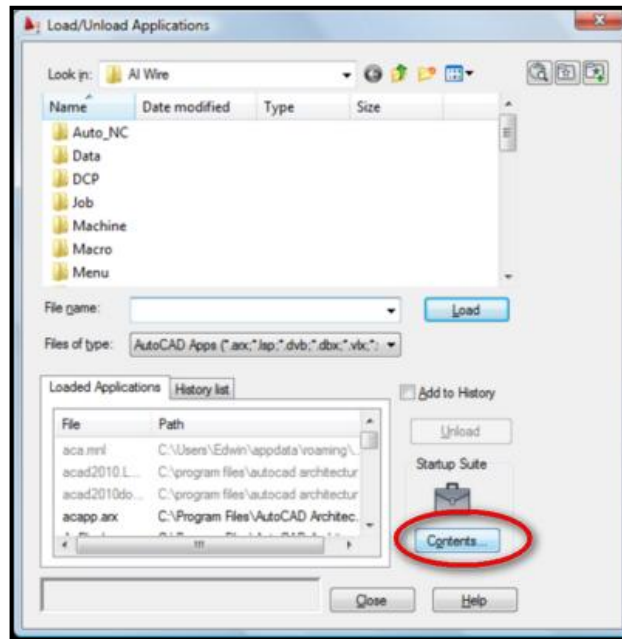 Load/Unload Applications
Look in: AI Wire
Name Date modified Type Size
Auto_NC
Data
DCP
Job
Machine
Macro
Menu
File name: Load
Files of type: AutoCAD Apps (*.arx;*.lsp;*.dvb;*.dbx;*.vlx;*.:
Loaded Applications History list Add to History
File Path Unload
aca.mnl C:\Users\Edwin\appdata\roaming\..
acad2010.L... C:\program files\autocad architectur
Startup Suite
acad2010do... C:\program files\autocad architectur
acapp.arx C:\Program Files\AutoCAD Architec.
Contents...
Close Help